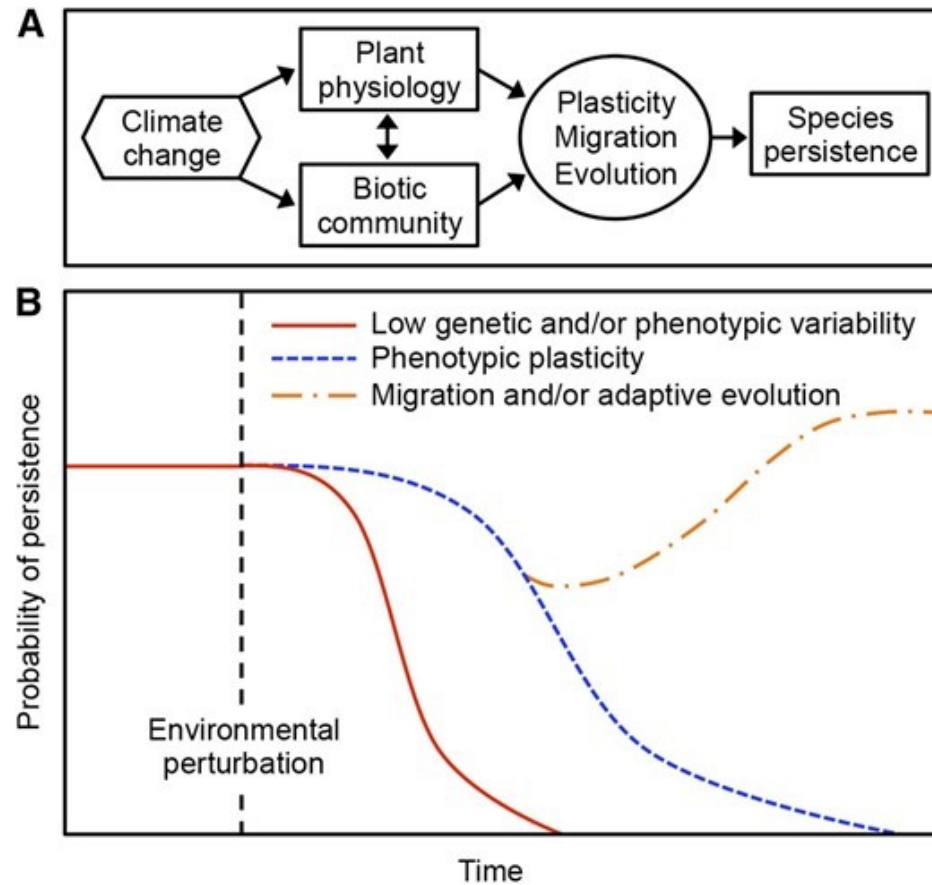 A
Climate
change
Plant
physiology
Biotic
community
Plasticity
Migration
Evolution
Species
persistence
B
Low genetic and/or phenotypic variability
Phenotypic plasticity
Migration and/or adaptive evolution
Probability of persistence
Environmental
perturbation
Time